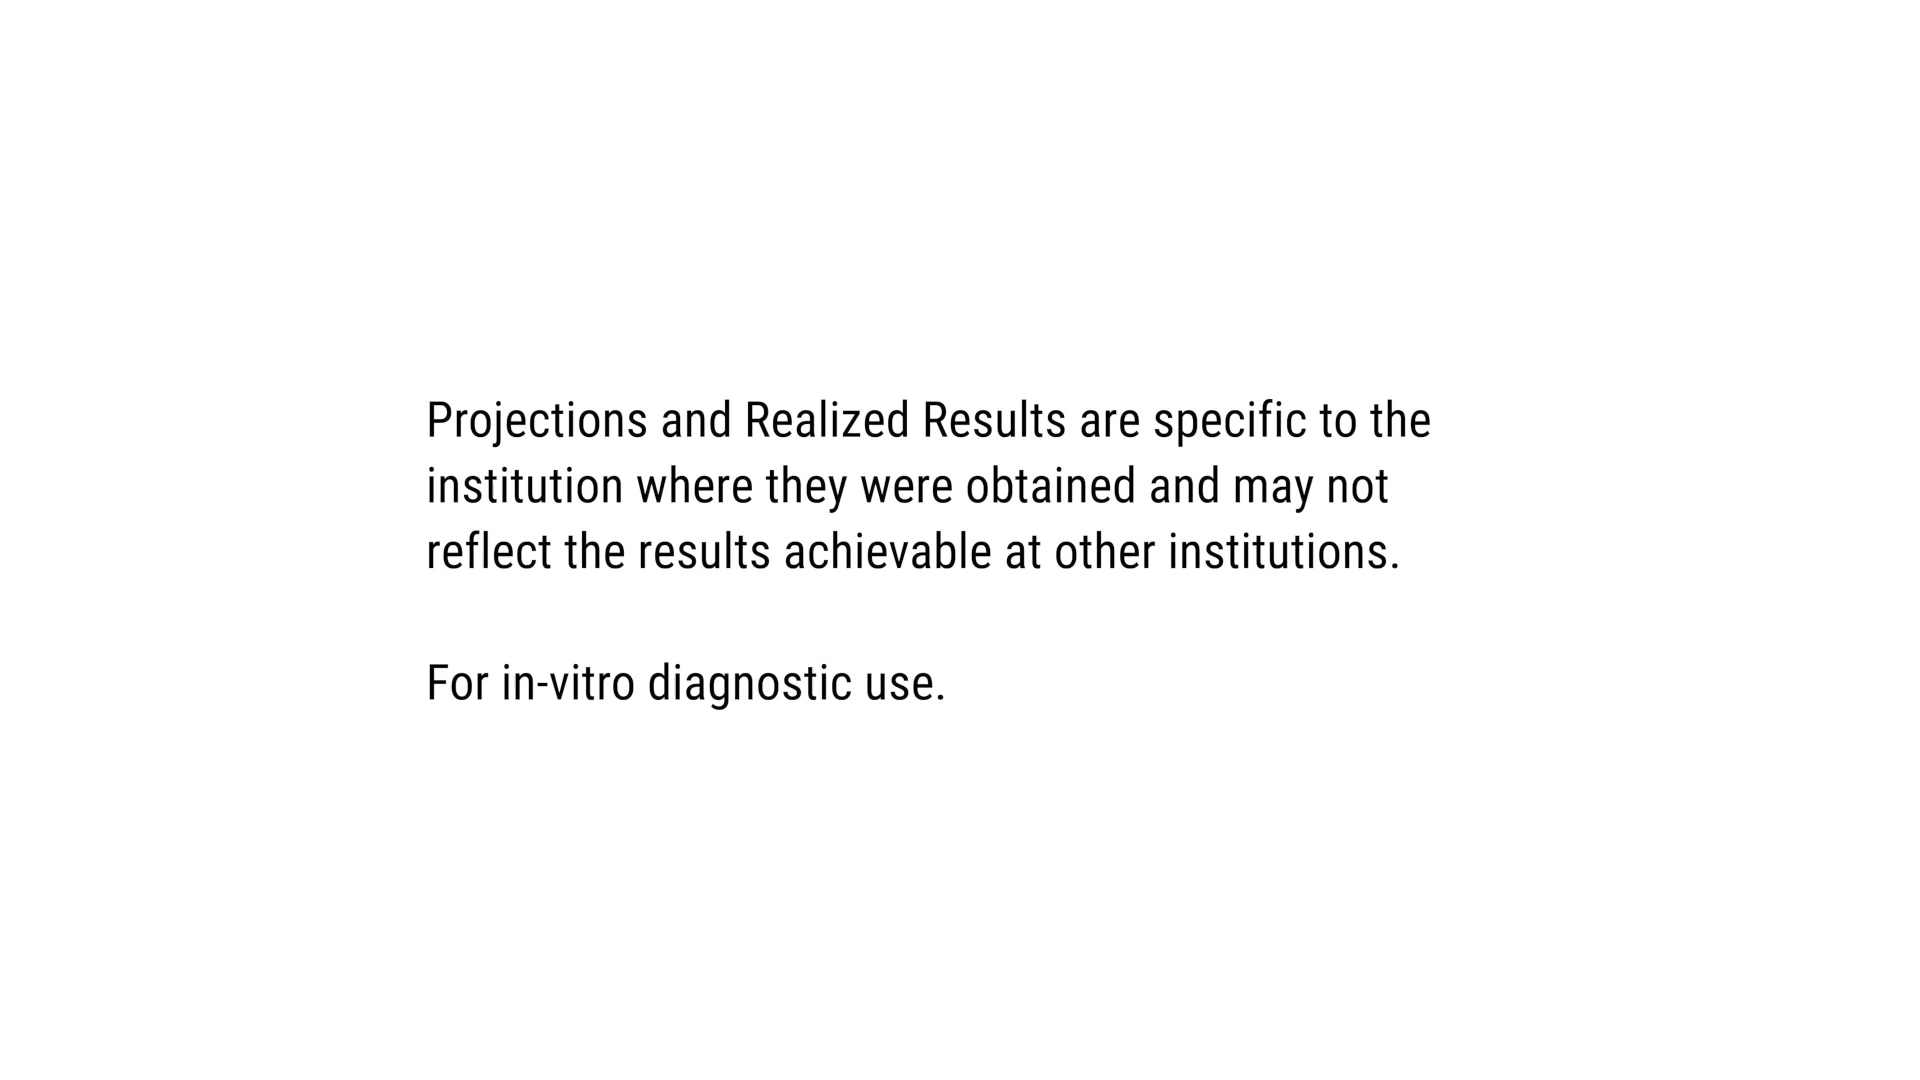 Projections and Realized Results are specific to the
institution where they were obtained and may not
reflect the results achievable at other institutions.
For in-vitro diagnostic use.